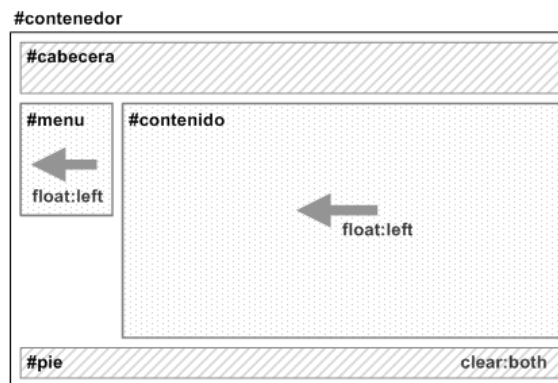 #contenedor
#cabecera
#menu
float:left
#contenido
float:left
#pie clear:both